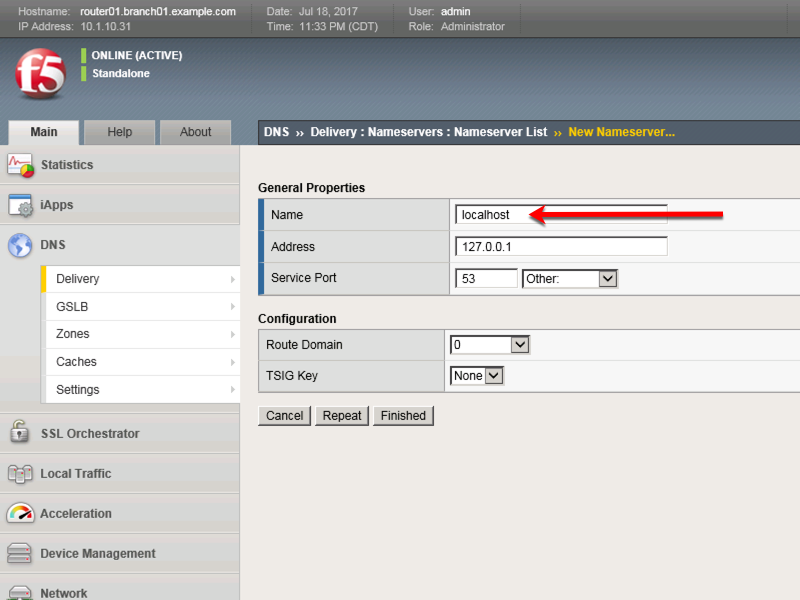 Hostname: router01.branch01.example.com Date: Jul 18, 2017 User: admin
IP Address: 10.1.10.31 Time: 11:33 PM (CDT) Role: Administrator
f5
ONLINE (ACTIVE)
Standalone
Main Help About
DNS ›› Delivery : Nameservers : Nameserver List ›› New Nameserver...
Statistics
iApps
DNS
Delivery
GSLB
Zones
Caches
Settings
SSL Orchestrator
Local Traffic
Acceleration
Device Management
Network
General Properties
Name localhost
Address 127.0.0.1
Service Port 53 Other:
Configuration
Route Domain 0
TSIG Key None
Cancel Repeat Finished